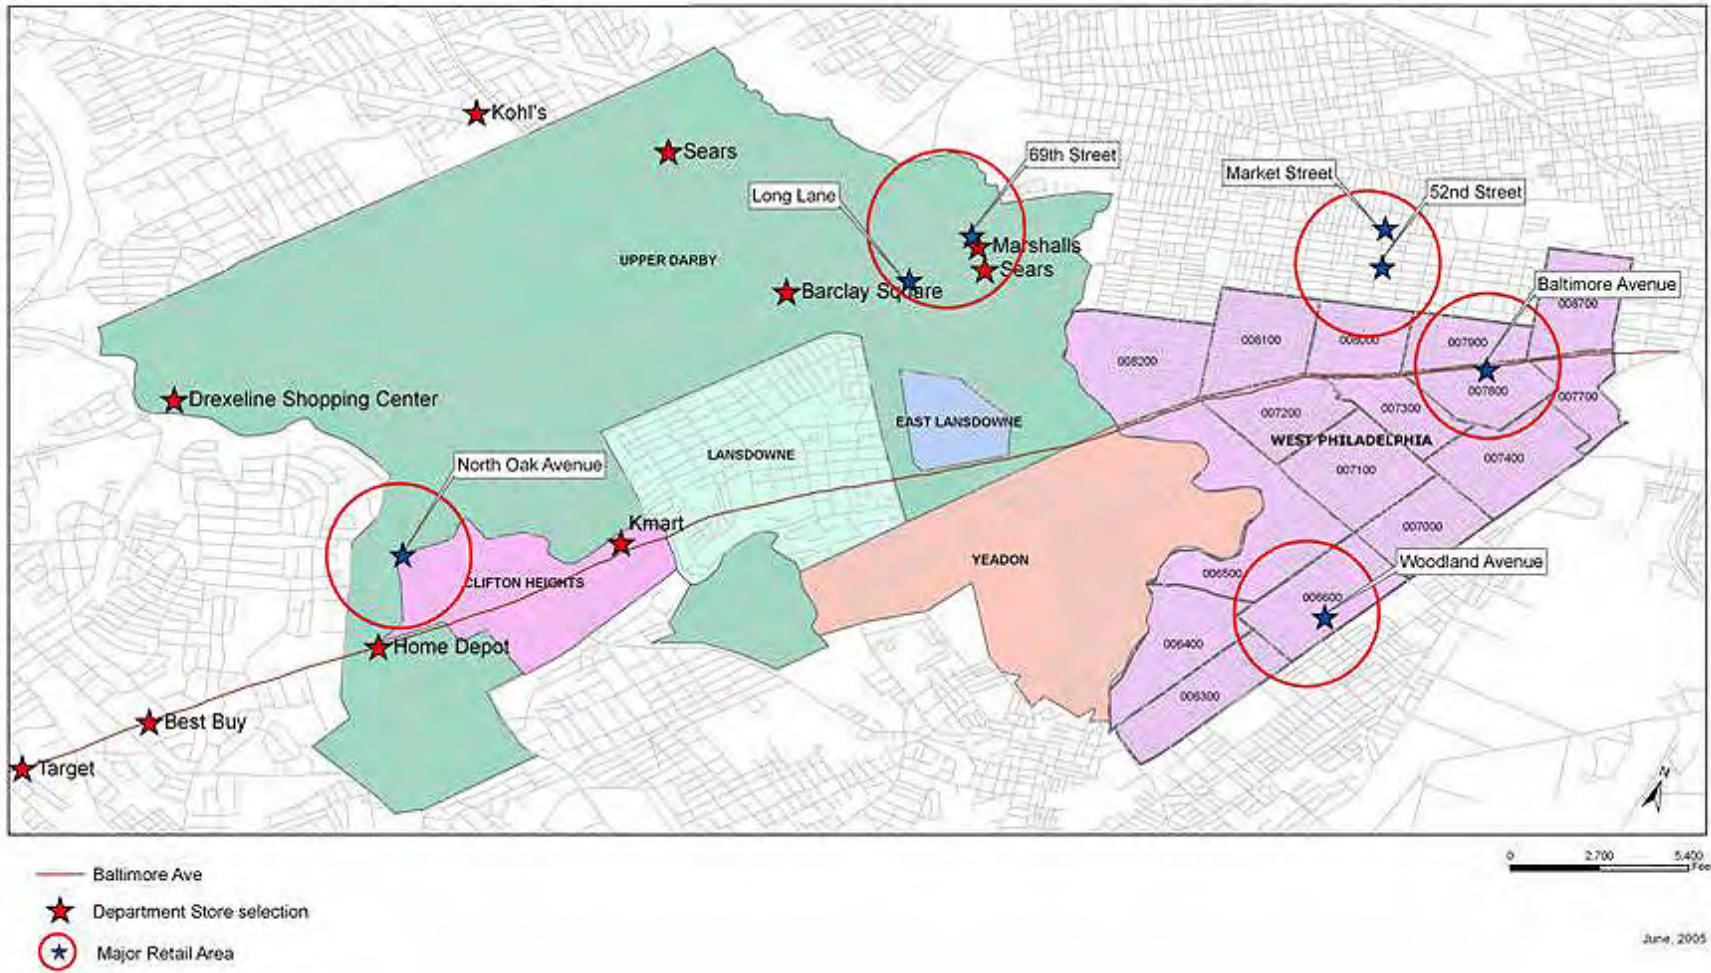 Kohl's
Sears
69th Street
Long Lane
Market Street
52nd Street
Marshalls
UPPER DARBY
Sears
Barclay Square
Baltimore Avenue
008700
008200
008100
008000
007900
007800
007700
Drexeline Shopping Center
EAST LANSDOWNE
007200
007300
WEST PHILADELPHIA
LANSDOWNE
007100
007400
North Oak Avenue
Kmart
007000
CLIFTON HEIGHTS
YEADON
Woodland Avenue
006500
006600
Home Depot
006400
006300
Best Buy
Target
N
0 2,700 5,400
Feet
Baltimore Ave
Department Store selection
Major Retail Area
June, 2005